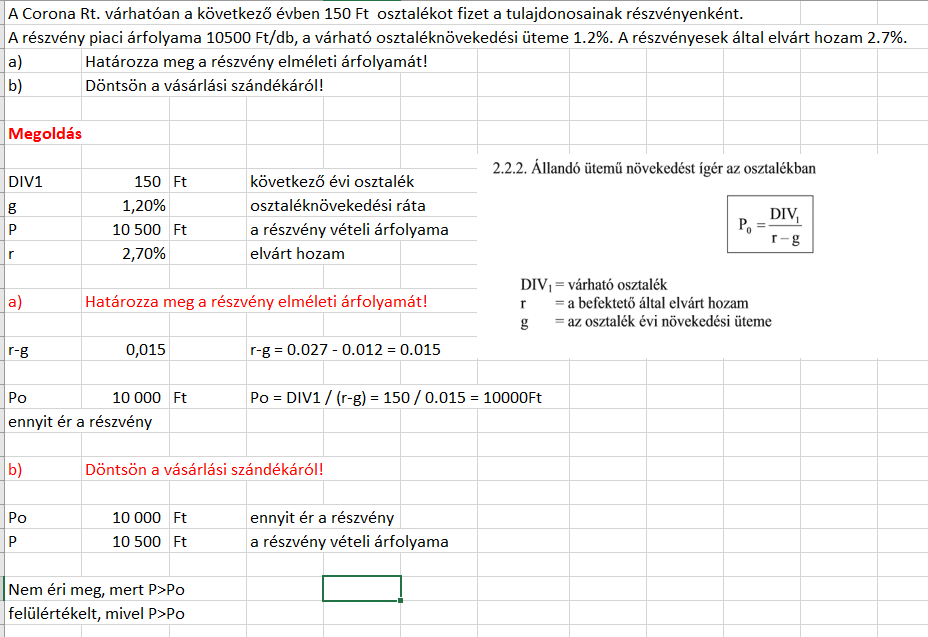 A Corona Rt. várhatóan a következő évben 150 Ft  osztalékot fizet a tulajdonosainak részvényenként.
A részvény piaci árfolyama 10500 Ft/db, a várható osztaléknövekedési üteme 1.2%. A részvényesek által elvárt hozam 2.7%.
a) Határozza meg a részvény elméleti árfolyamát!
b) Döntsön a vásárlási szándékáról!
Megoldás
2.2.2. Állandó ütemű növekedést ígér az osztalékban
DIV1 150 Ft következő évi osztalék
g 1,20% osztaléknövekedési ráta
P 10 500 Ft a részvény vételi árfolyama
r 2,70% elvárt hozam
P₀ = DIV₁ / r – g
DIV₁ = várható osztalék
r = a befektető által elvárt hozam
g = az osztalék évi növekedési üteme
a) Határozza meg a részvény elméleti árfolyamát!
r-g 0,015 r-g = 0.027 - 0.012 = 0.015
Po 10 000 Ft Po = DIV1 / (r-g) = 150 / 0.015 = 10000Ft
ennyit ér a részvény
b) Döntsön a vásárlási szándékáról!
Po 10 000 Ft ennyit ér a részvény
P 10 500 Ft a részvény vételi árfolyama
Nem éri meg, mert P>Po
felülértékelt, mivel P>Po